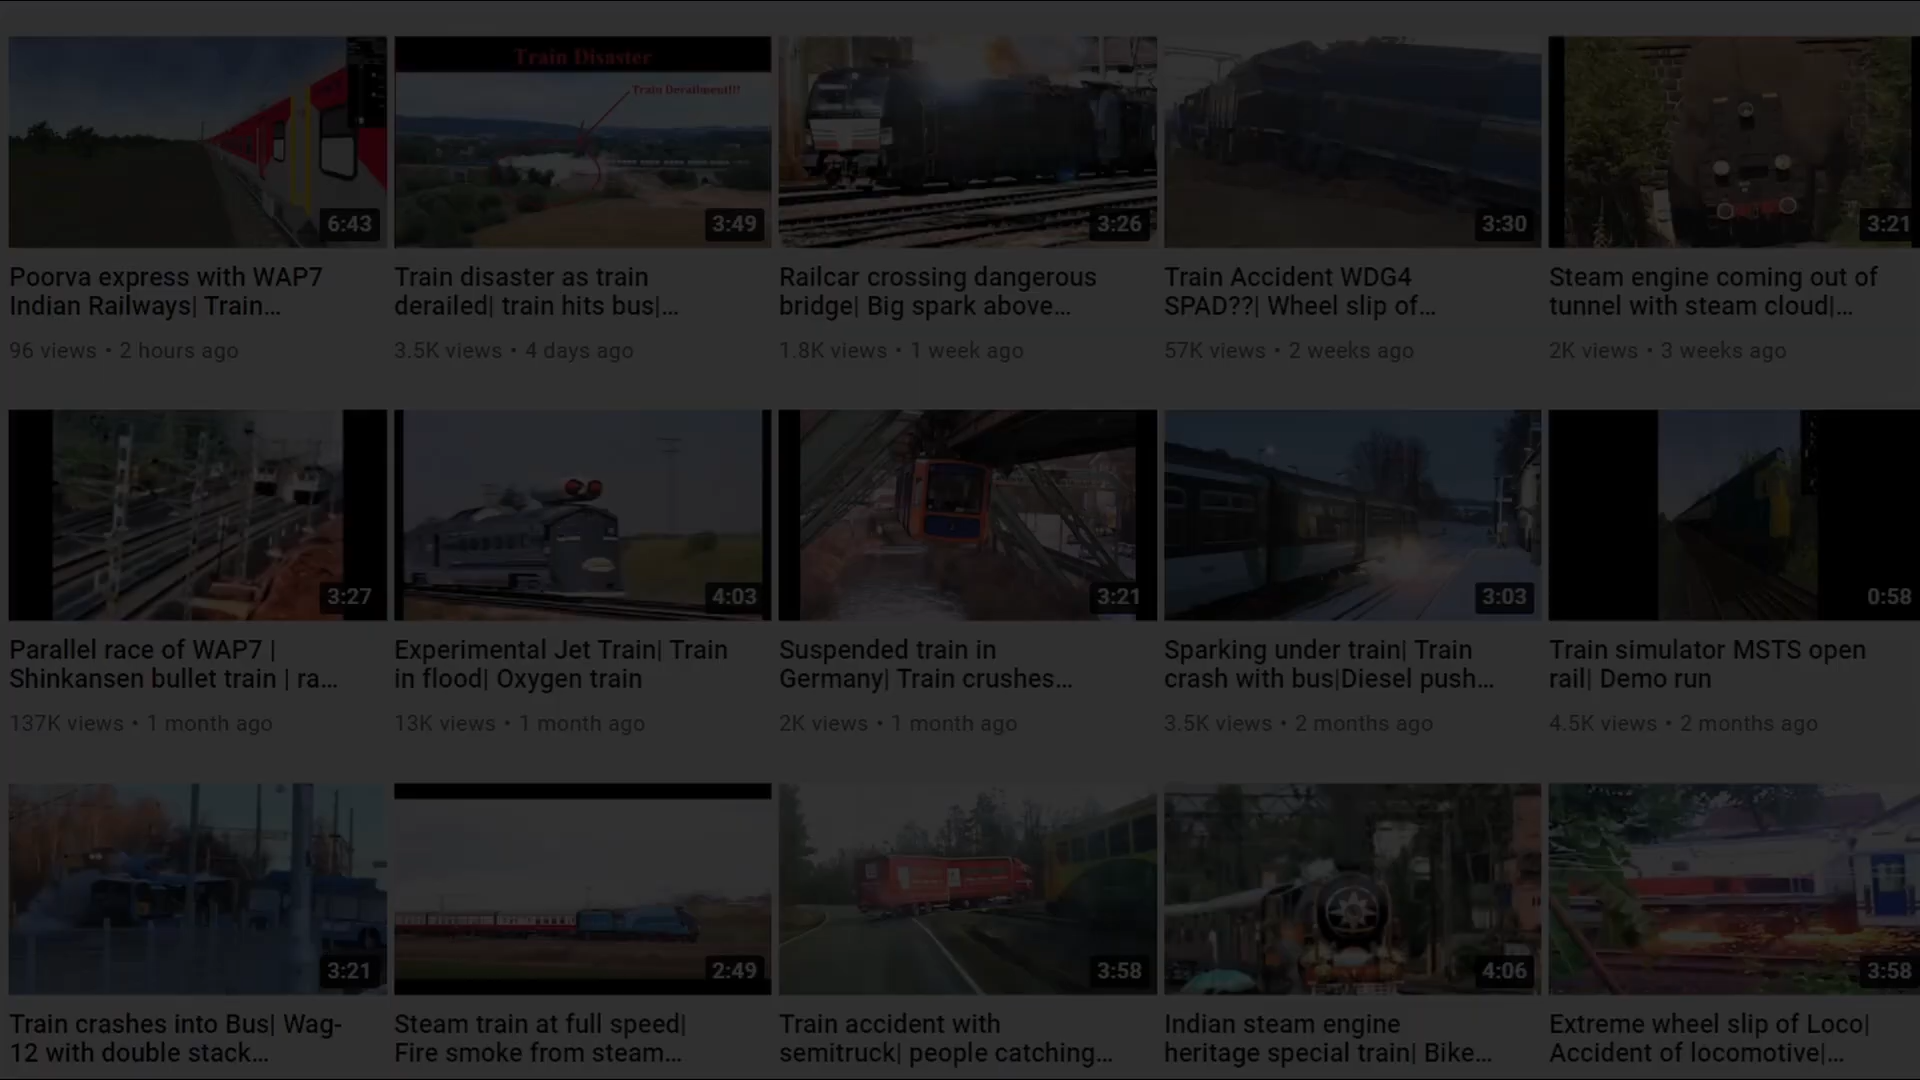 Train Disaster
Train Derailment!!!
6:43
3:49
3:26
3:30
3:21
Poorva express with WAP7
Indian Railways| Train...
96 views • 2 hours ago
Train disaster as train
derailed| train hits bus|...
3.5K views • 4 days ago
Railcar crossing dangerous
bridge| Big spark above...
1.8K views • 1 week ago
Train Accident WDG4
SPAD??| Wheel slip of...
57K views • 2 weeks ago
Steam engine coming out of
tunnel with steam cloud|...
2K views • 3 weeks ago
3:27
4:03
3:21
3:03
0:58
Parallel race of WAP7 |
Shinkansen bullet train | ra...
137K views • 1 month ago
Experimental Jet Train| Train
in flood| Oxygen train
13K views • 1 month ago
Suspended train in
Germany| Train crushes...
2K views • 1 month ago
Sparking under train| Train
crash with bus|Diesel push...
3.5K views • 2 months ago
Train simulator MSTS open
rail| Demo run
4.5K views • 2 months ago
3:21
2:49
3:58
4:06
3:58
Train crashes into Bus| Wag-
12 with double stack...
Steam train at full speed|
Fire smoke from steam...
Train accident with
semitruck| people catching...
Indian steam engine
heritage special train| Bike...
Extreme wheel slip of Loco|
Accident of locomotive|...